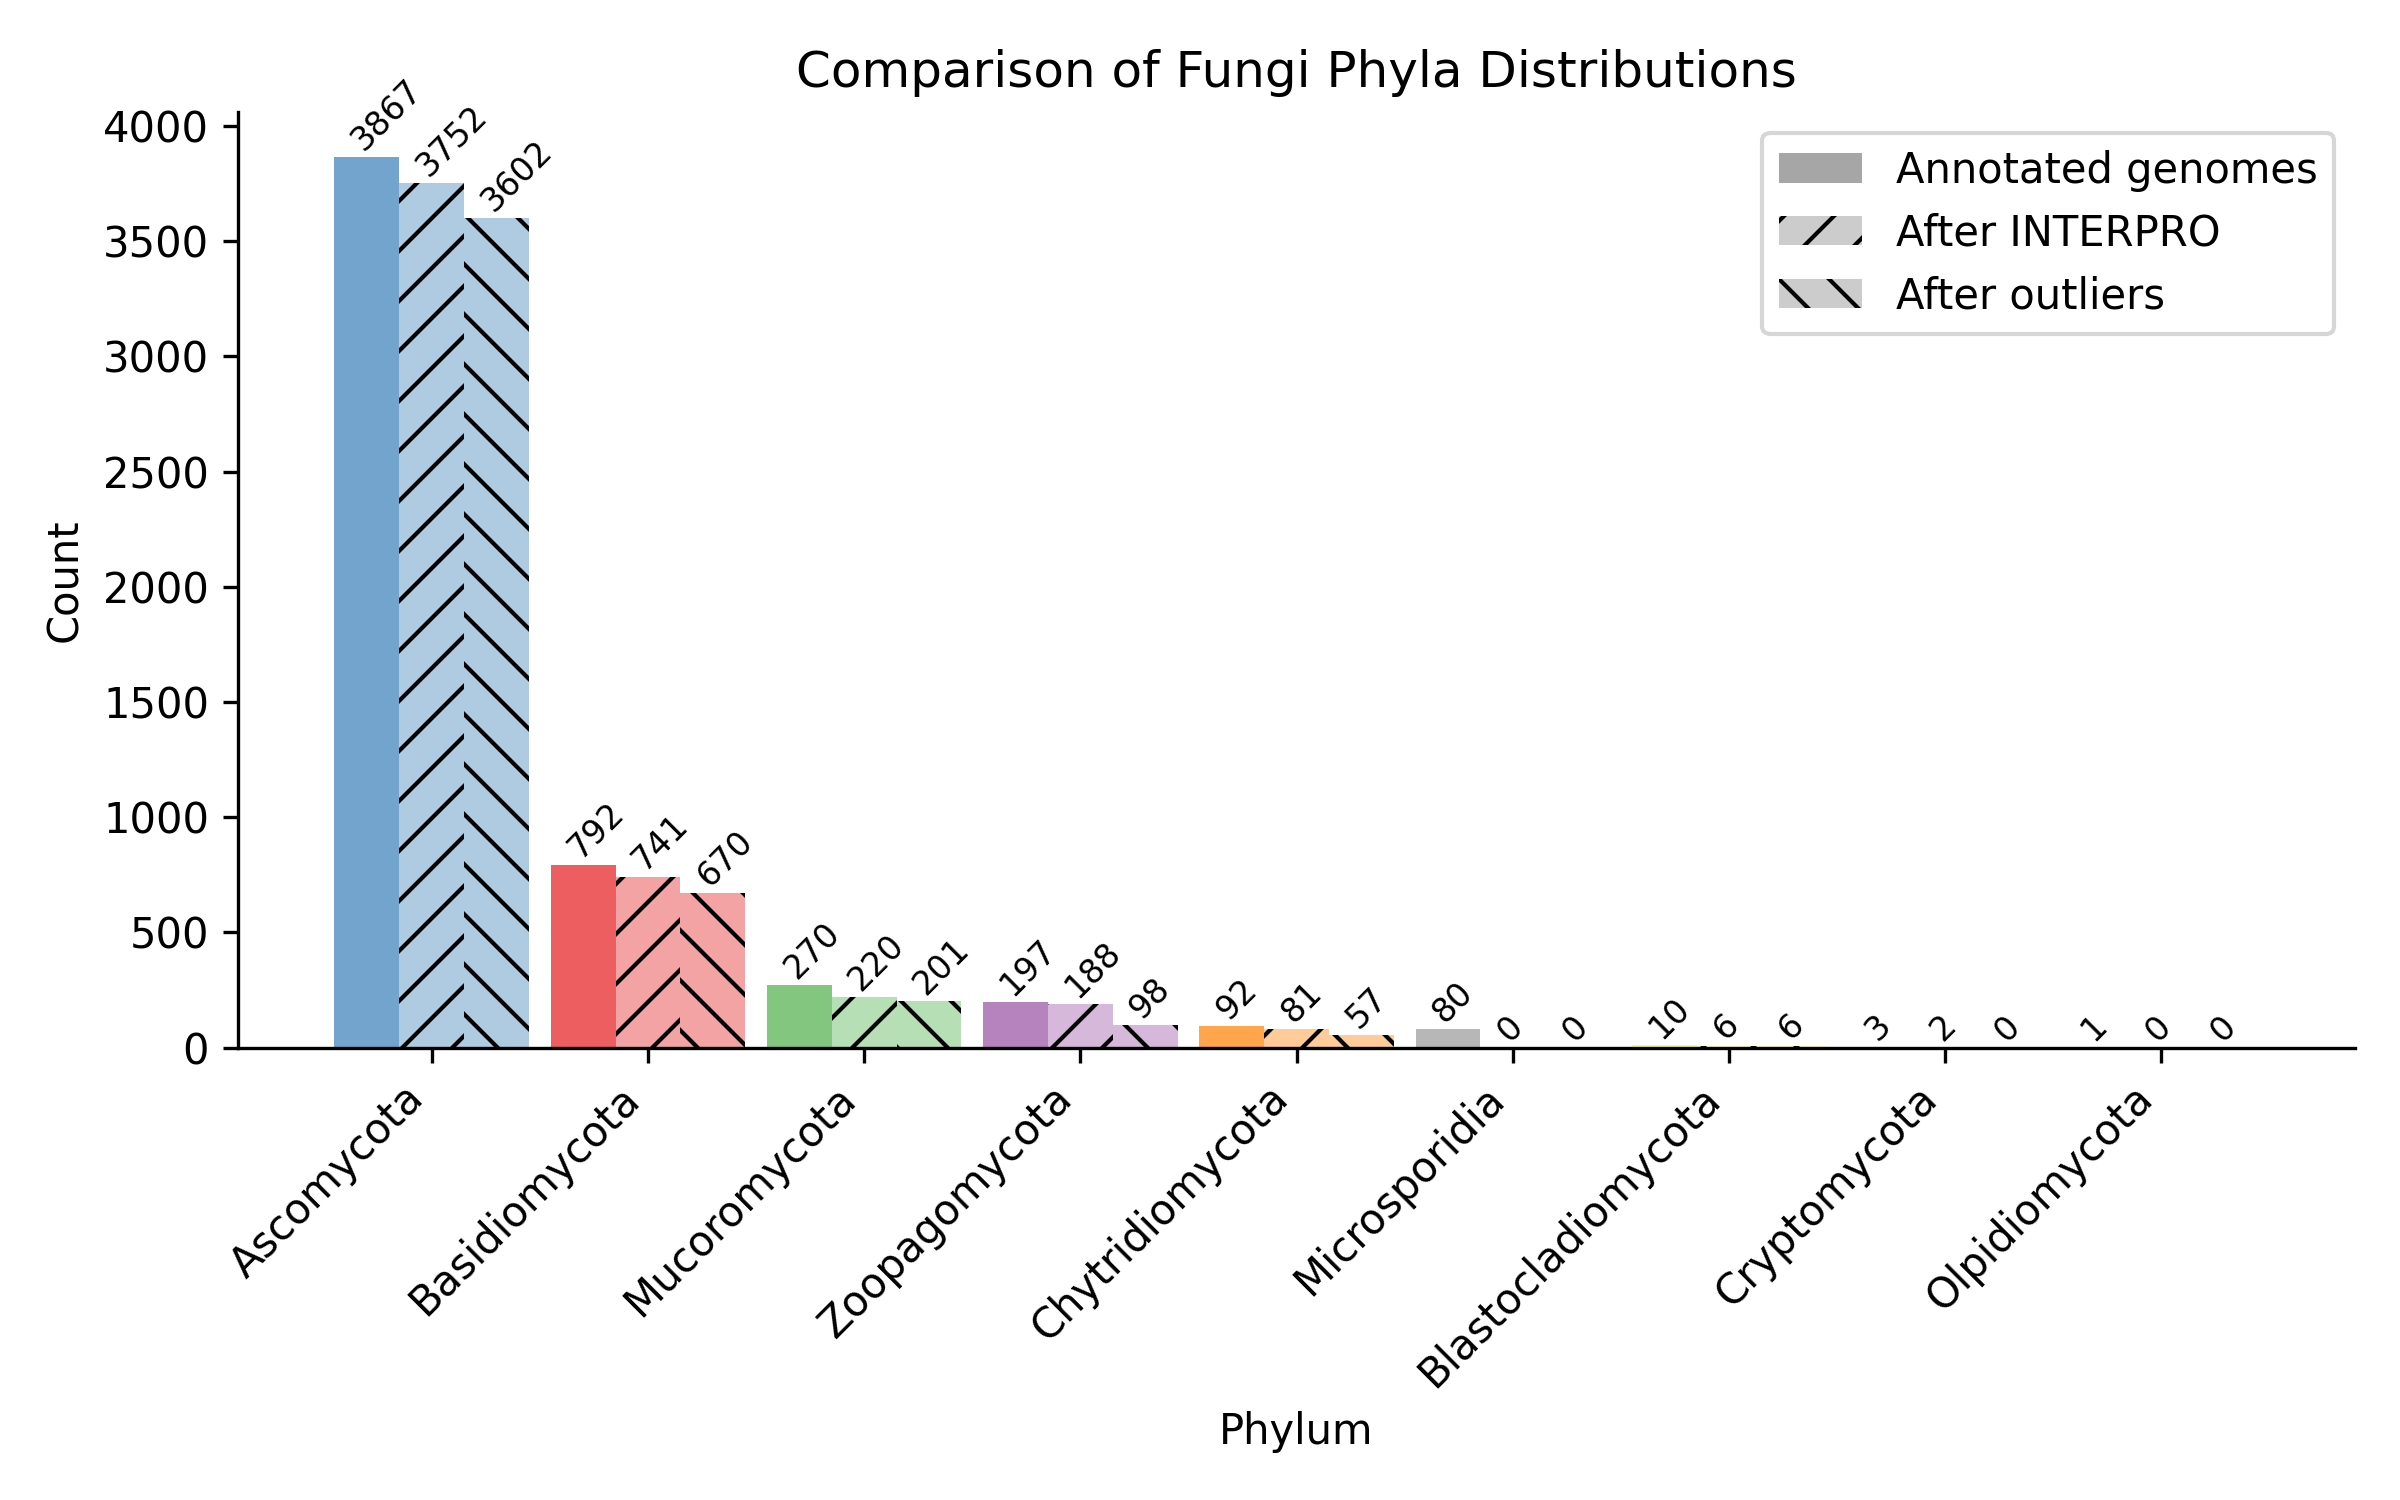 Comparison of Fungi Phyla Distributions
Annotated genomes
After INTERPRO
After outliers
Count
4000
3500
3000
2500
2000
1500
1000
500
0
3867
3752
3602
792
741
670
270
220
201
197
188
98
92
81
57
80
0
0
10
6
6
3
2
0
1
0
0
Ascomycota
Basidiomycota
Mucoromycota
Zoopagomycota
Chytridiomycota
Microsporidia
Blastocladiomycota
Cryptomycota
Olpidiomycota
Phylum